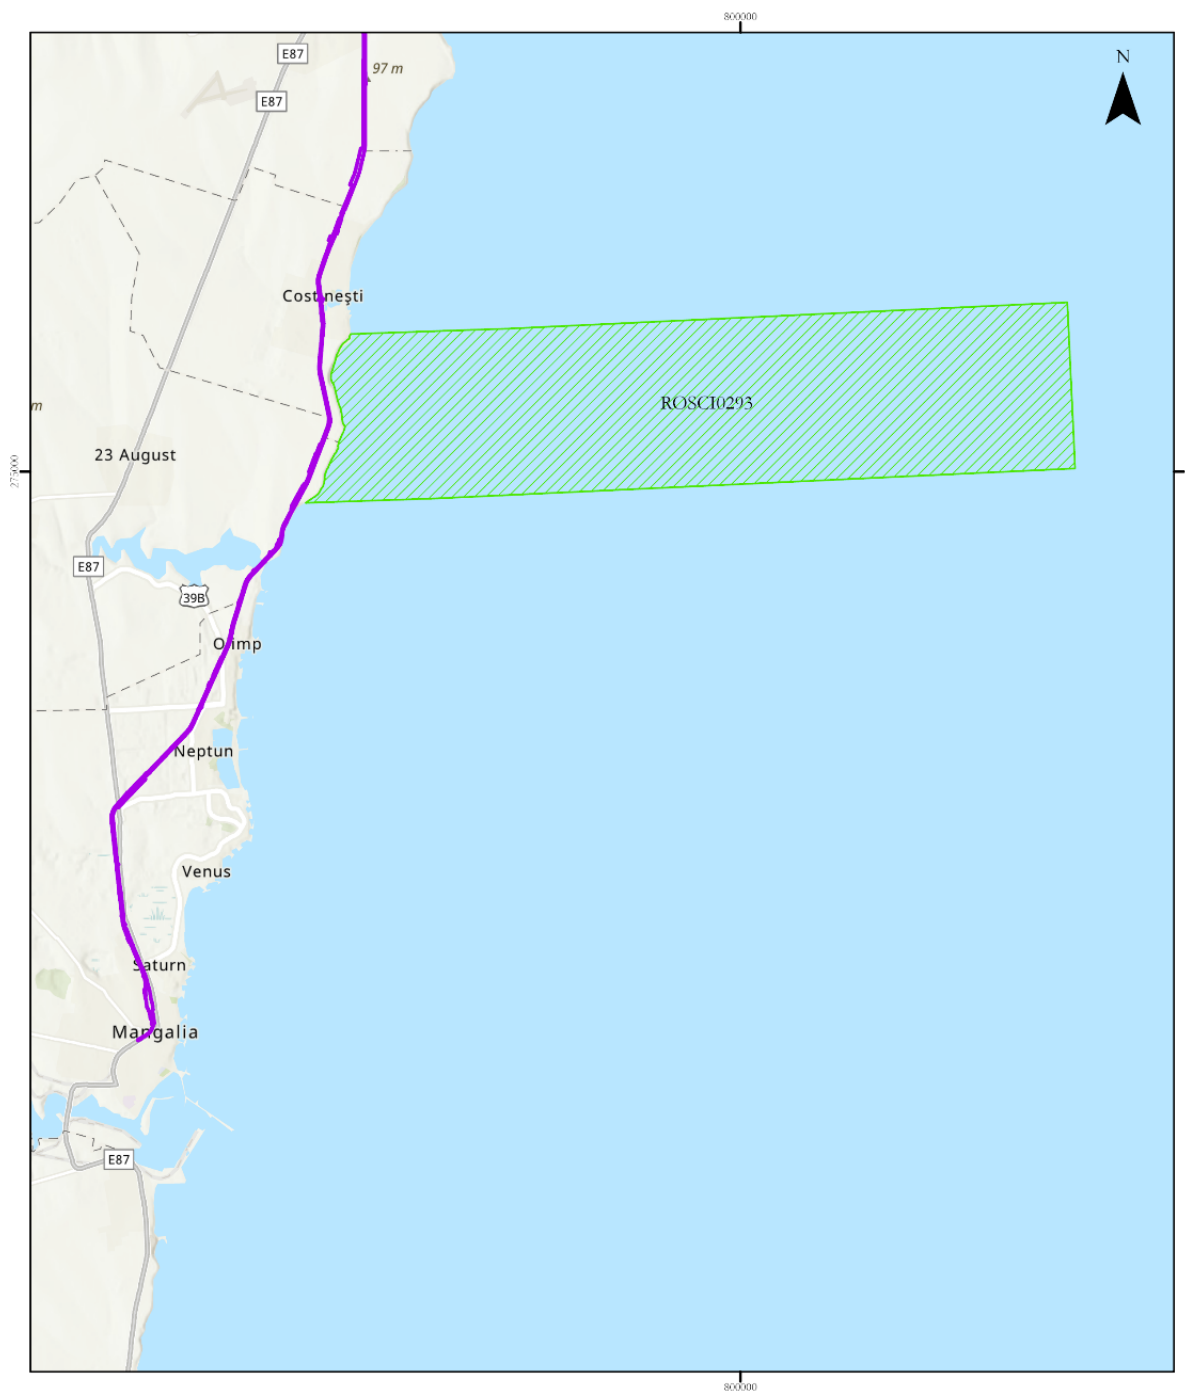 800000
N
E87
97 m
E87
Costinești
ROSCI0293
m
23 August
275000
E87
39B
Olimp
Neptun
Venus
Saturn
Mangalia
E87
800000